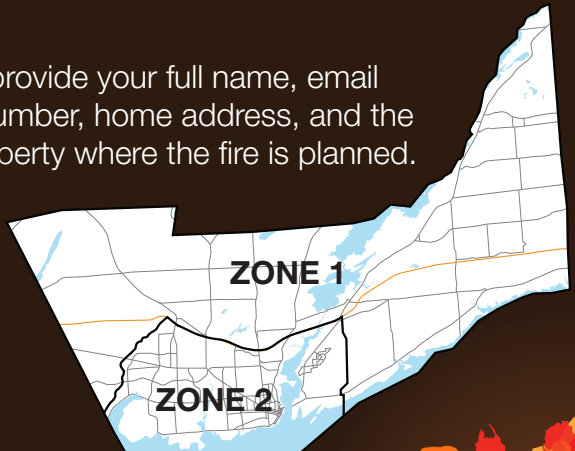 provide your full name, email
umber, home address, and the
perty where the fire is planned.
ZONE 1
ZONE 2